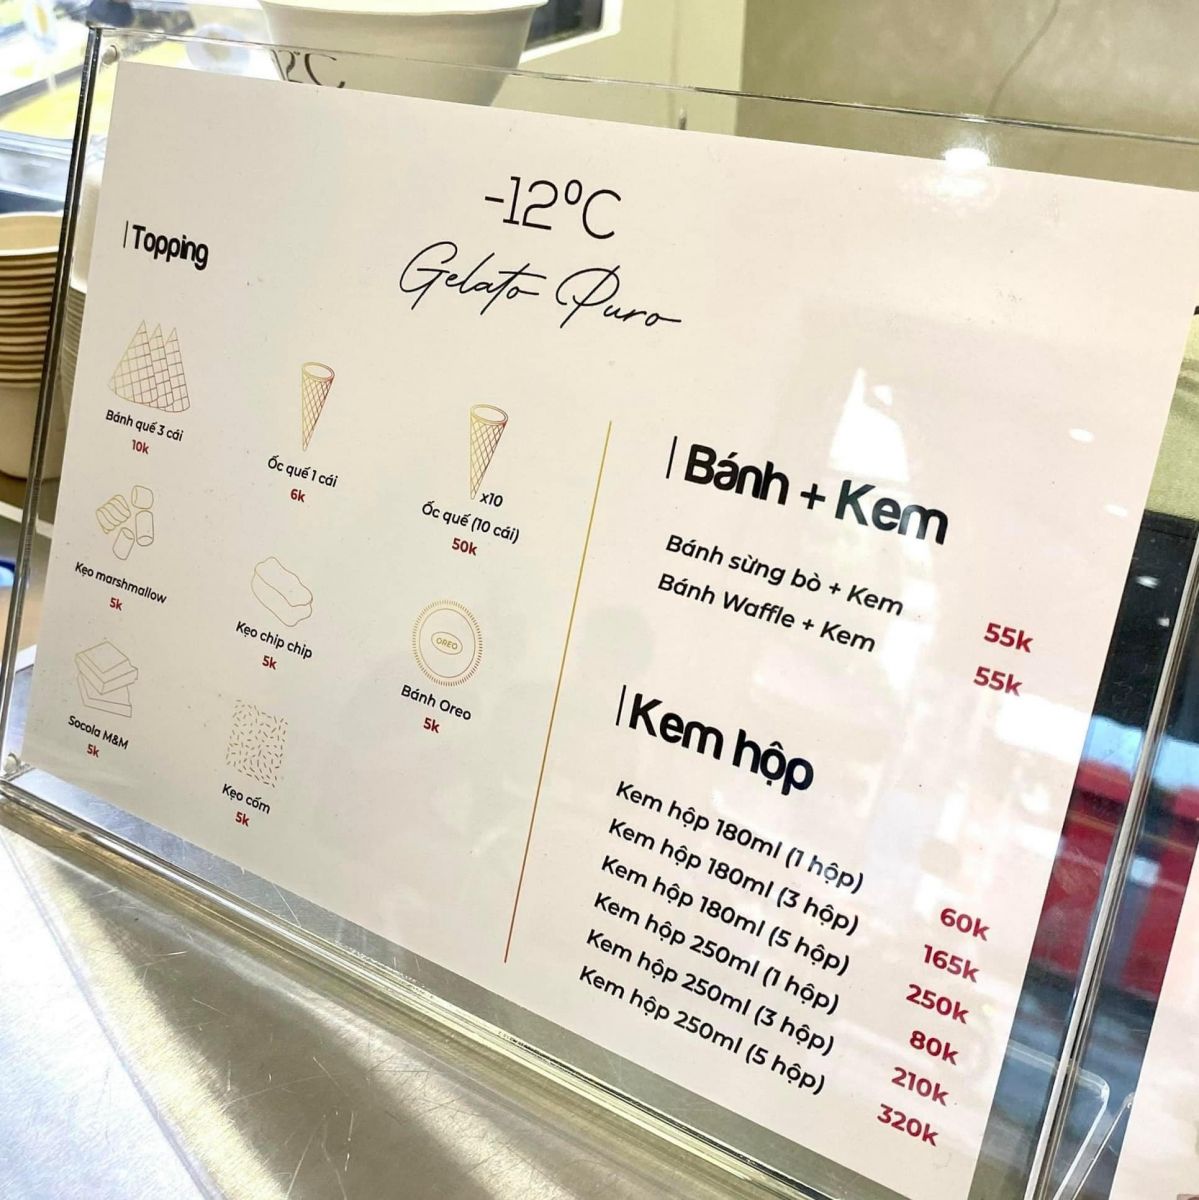 -12°C
Gelato Puro
Topping
Bánh quế 3 cái
10k
Ốc quế 1 cái
6k
x10
Ốc quế (10 cái)
50k
Kẹo marshmallow
5k
Kẹo chip chip
5k
OREO
Bánh Oreo
5k
Socola M&M
5k
Kẹo cốm
5k
Bánh + Kem
Bánh sừng bò + Kem 55k
Bánh Waffle + Kem 55k
Kem hộp
Kem hộp 180ml (1 hộp) 60k
Kem hộp 180ml (3 hộp) 165k
Kem hộp 180ml (5 hộp) 250k
Kem hộp 250ml (1 hộp) 80k
Kem hộp 250ml (3 hộp) 210k
Kem hộp 250ml (5 hộp) 320k